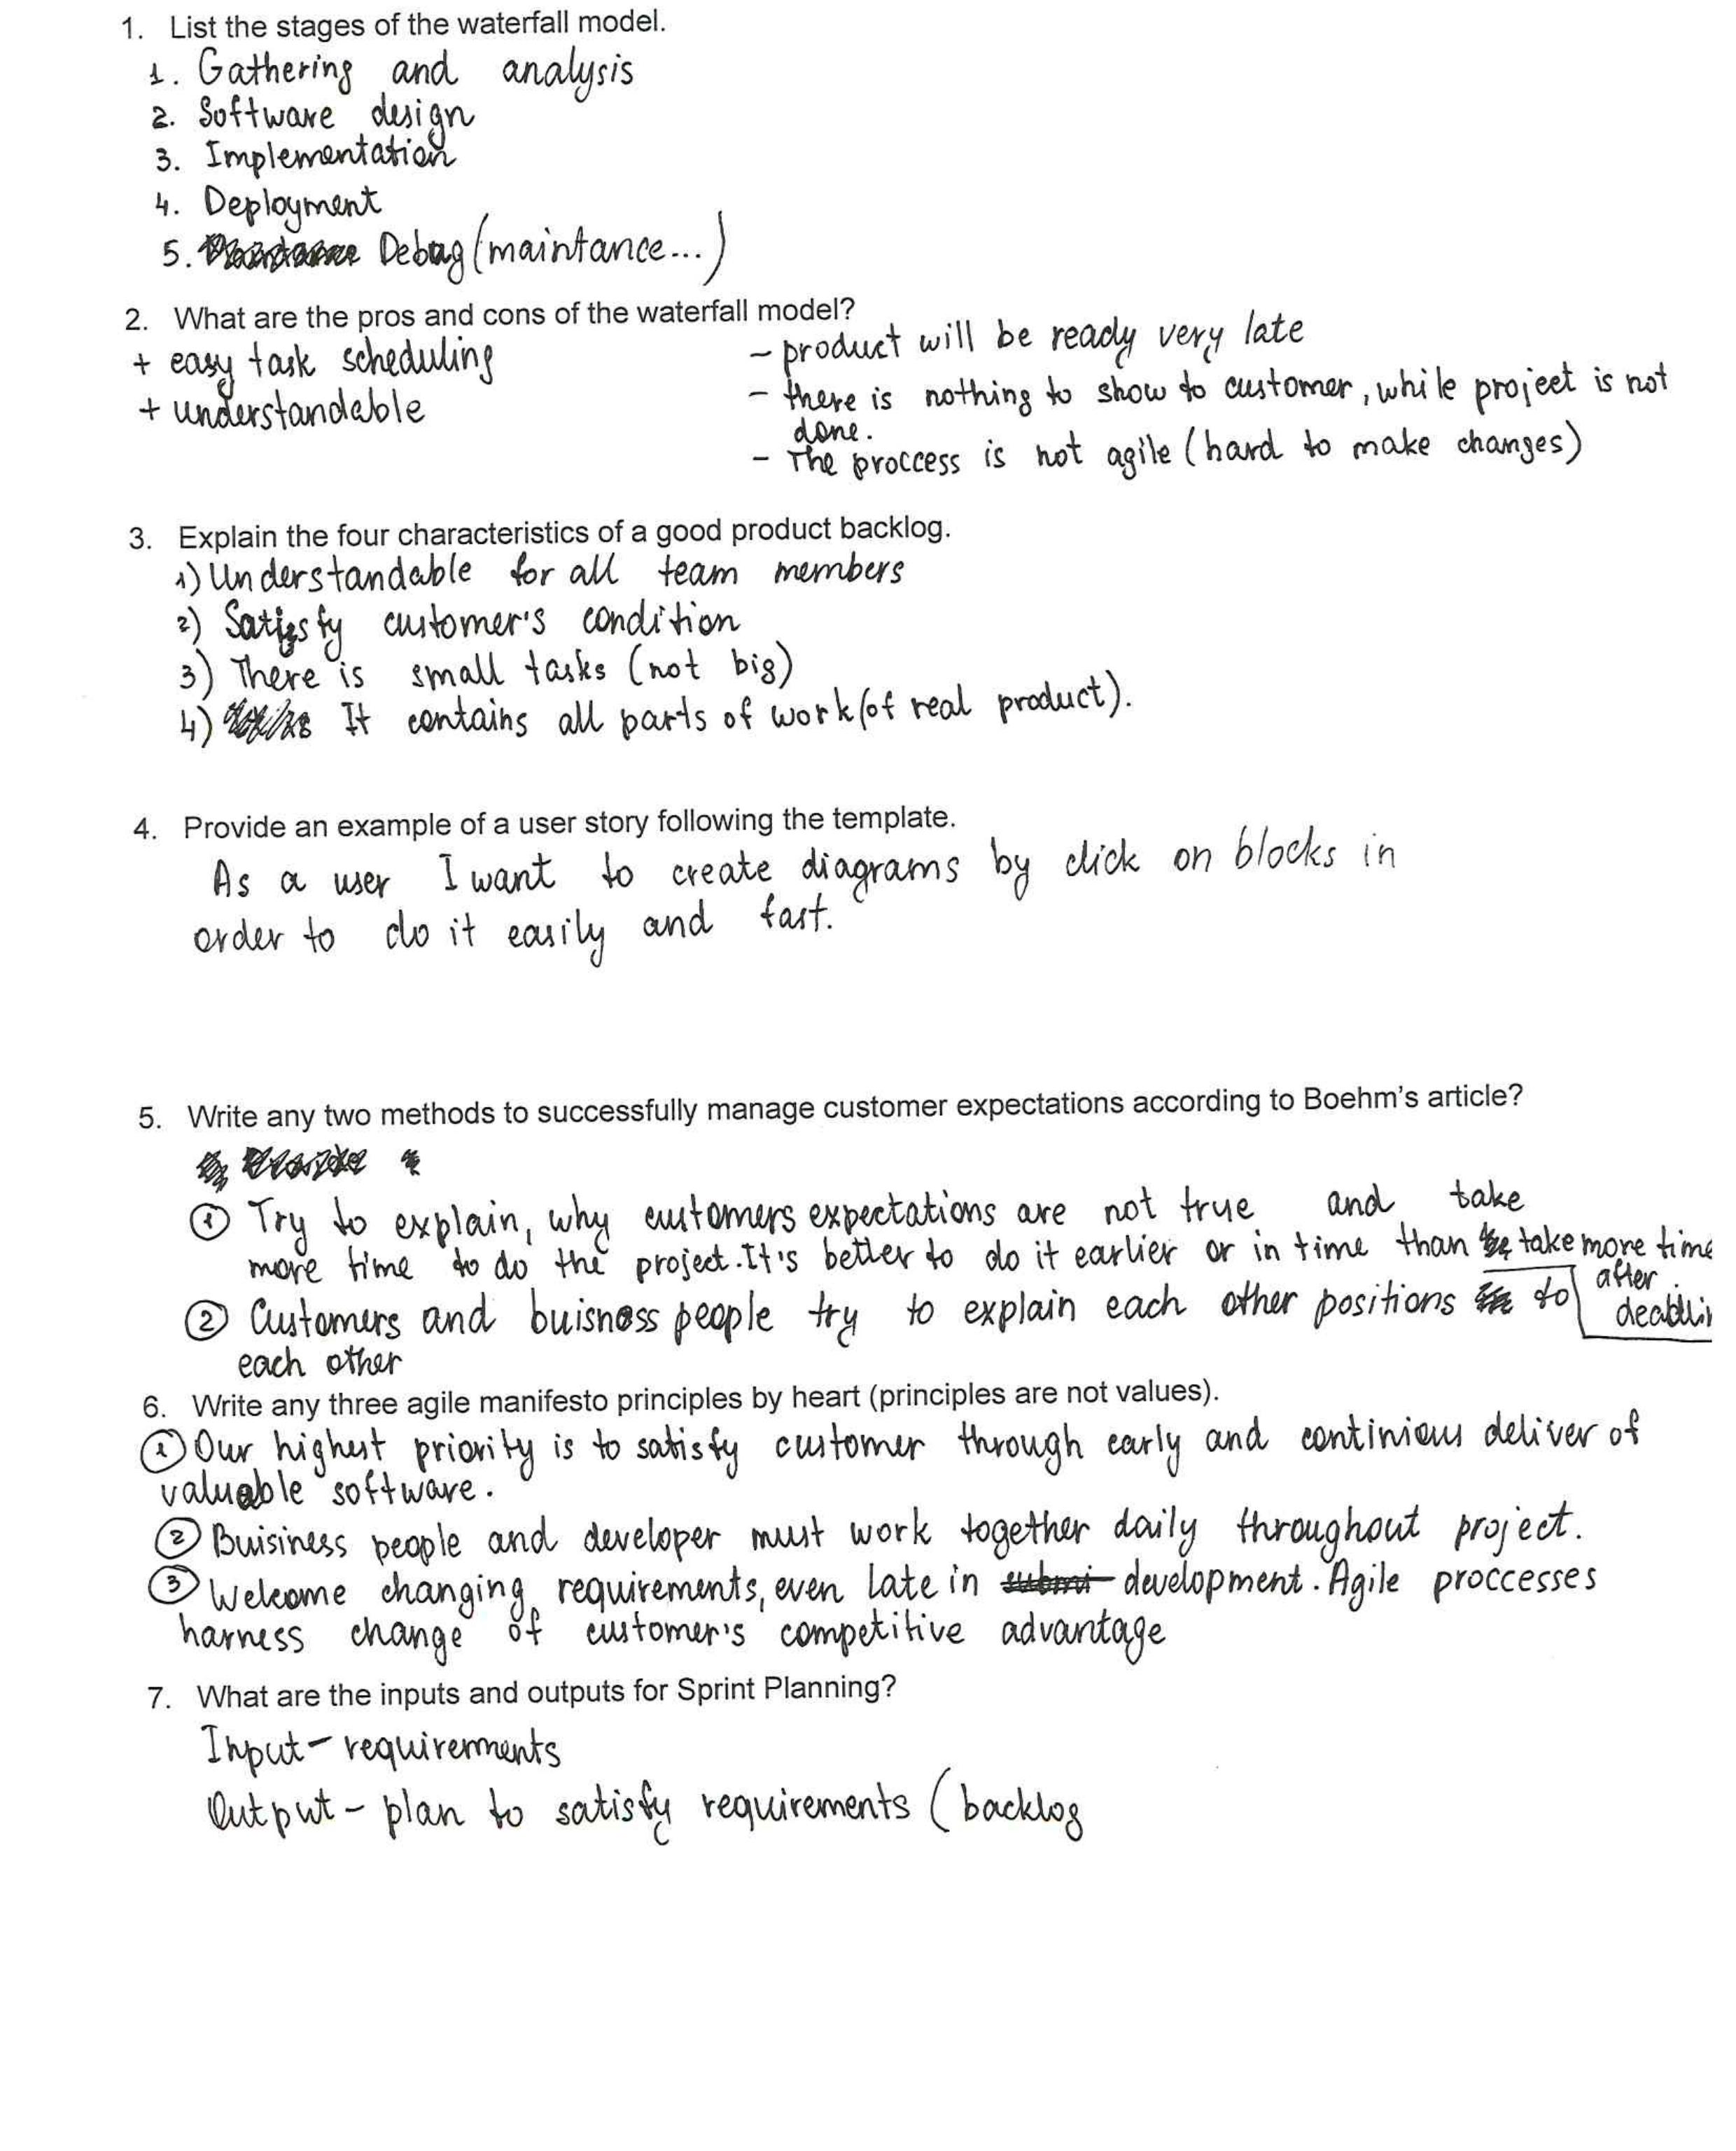 1. List the stages of the waterfall model.
1. Gathering and analysis
2. Software design
3. Implementation
4. Deployment
5. Debug (maintance...)
2. What are the pros and cons of the waterfall model?
+ easy task scheduling
+ understandable
- product will be ready very late
- there is nothing to show to customer, while project is not
done.
- The proccess is not agile (hard to make changes)
3. Explain the four characteristics of a good product backlog.
1) Understandable for all team members
2) Satisfy customer's condition
3) There is small tasks (not big)
4) It contains all parts of work (of real product).
4. Provide an example of a user story following the template.
As a user I want to create diagrams by click on blocks in
order to do it easily and fast.
5. Write any two methods to successfully manage customer expectations according to Boehm's article?
① Try to explain, why customers expectations are not true and take
more time to do the project. It's better to do it earlier or in time than take more time
after
deadlin
② Customers and buisness people try to explain each other positions to
each other
6. Write any three agile manifesto principles by heart (principles are not values).
① Our highest priority is to satisfy customer through early and continious deliver of
valuable software.
② Buisiness people and developer must work together daily throughout project.
③ Welcome changing requirements, even late in submi development. Agile proccesses
harness change of customer's competitive advantage
7. What are the inputs and outputs for Sprint Planning?
Input - requirements
Output - plan to satisfy requirements (backlog